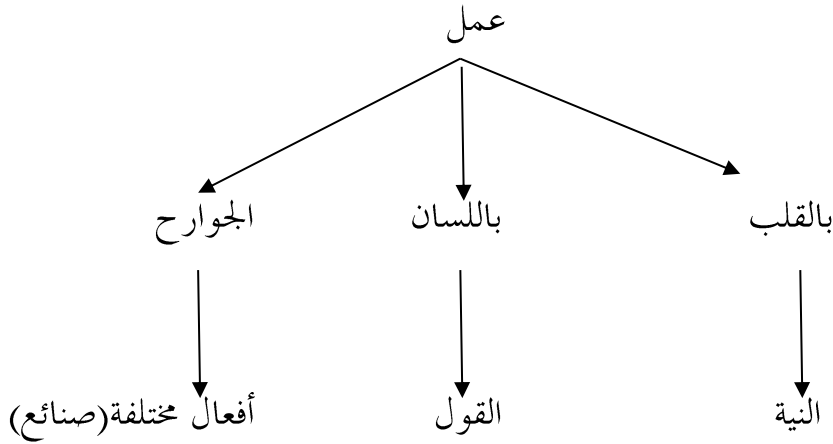 عمل
بالقلب
باللسان
الجوارح
النية
القول
أفعال مختلفة(صنائع)